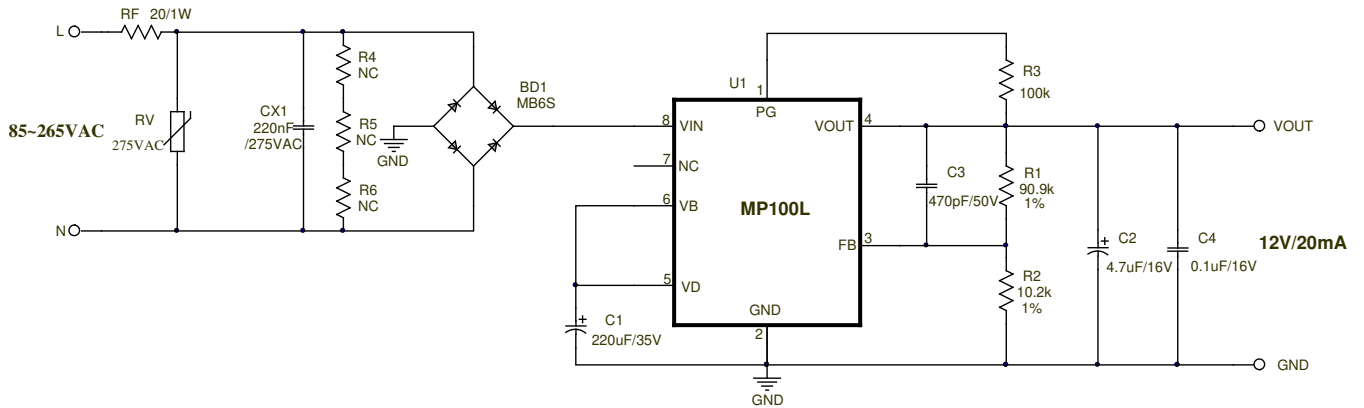 RF 20/1W
L
R4
NC
BD1
MB6S
U1
1
PG
R3
100k
85~265VAC
RV
275VAC
CX1
220nF
/275VAC
R5
NC
GND
8
VIN
VOUT
4
VOUT
7
NC
C3
470pF/50V
R1
90.9k
1%
R6
NC
6
VB
MP100L
N
FB
3
C2
4.7uF/16V
C4
0.1uF/16V
12V/20mA
5
VD
R2
10.2k
1%
GND
C1
220uF/35V
2
GND
GND